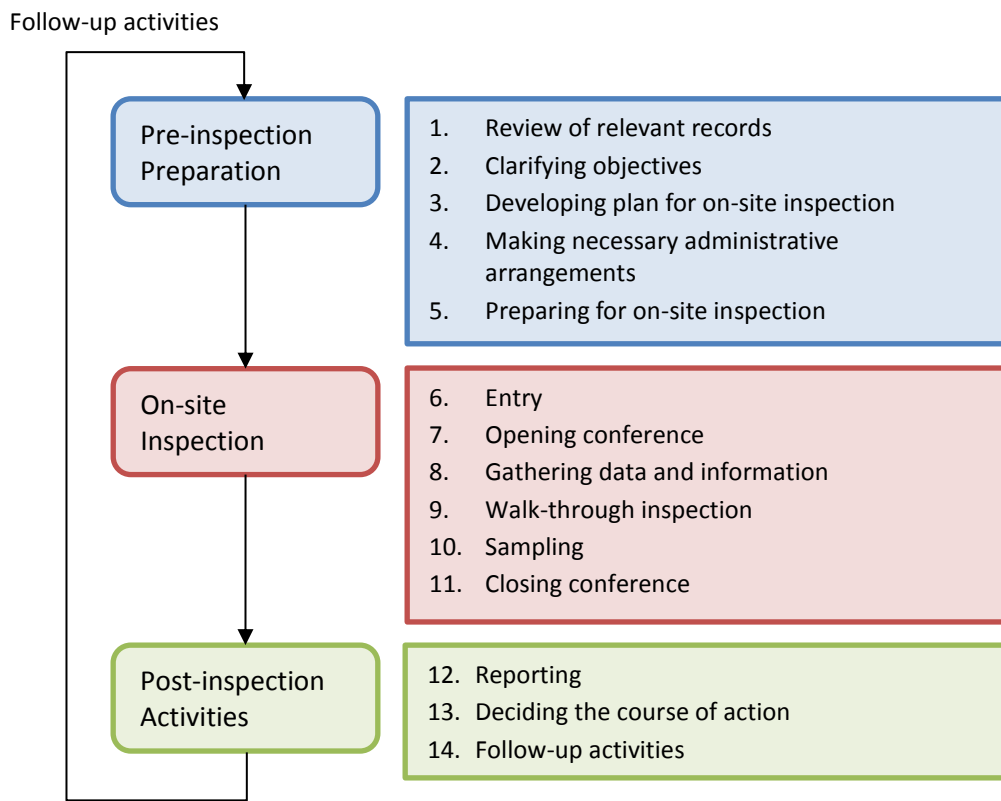 Follow-up activities
Pre-inspection
Preparation
1. Review of relevant records
2. Clarifying objectives
3. Developing plan for on-site inspection
4. Making necessary administrative
arrangements
5. Preparing for on-site inspection
On-site
Inspection
6. Entry
7. Opening conference
8. Gathering data and information
9. Walk-through inspection
10. Sampling
11. Closing conference
Post-inspection
Activities
12. Reporting
13. Deciding the course of action
14. Follow-up activities